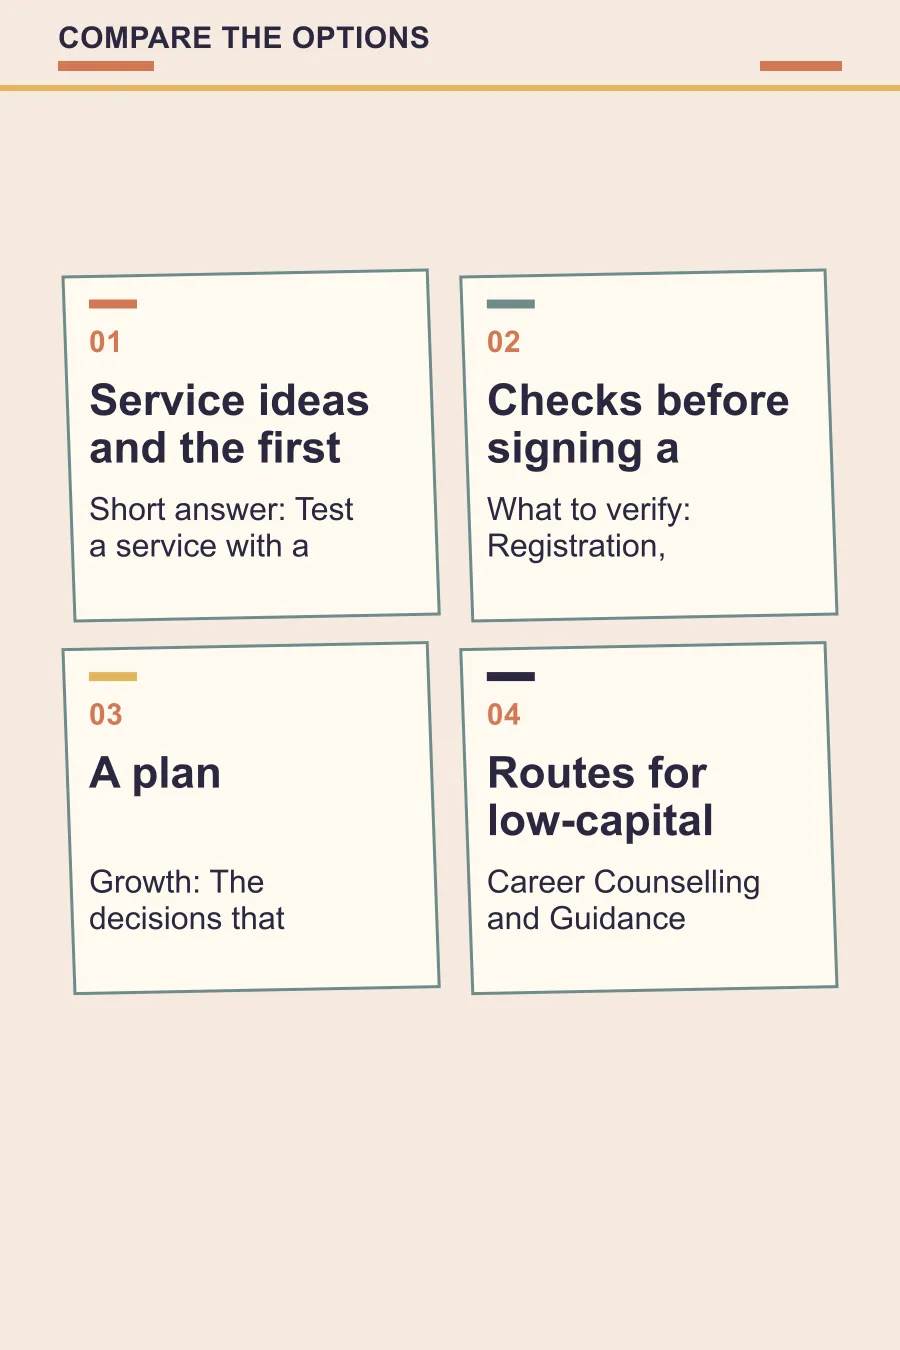 COMPARE THE OPTIONS
01
Service ideas
and the first
Short answer: Test
a service with a
02
Checks before
signing a
What to verify:
Registration,
03
A plan
Growth: The
decisions that
04
Routes for
low-capital
Career Counselling
and Guidance